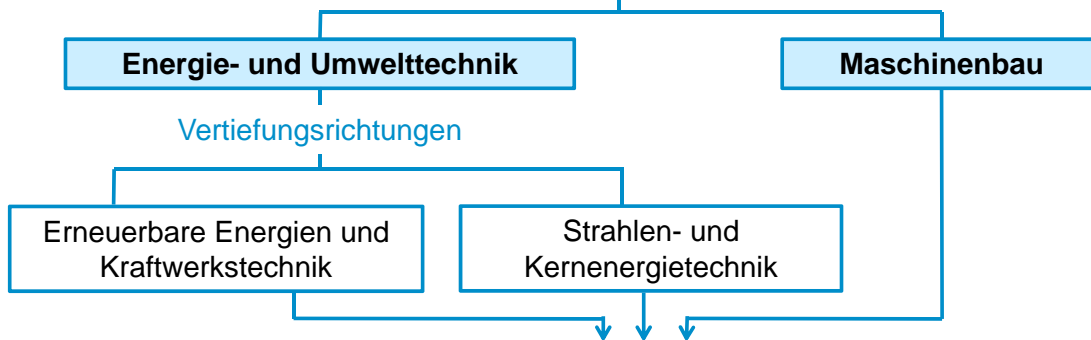 Energie- und Umwelttechnik
Maschinenbau
Vertiefungsrichtungen
Erneuerbare Energien und
Kraftwerkstechnik
Strahlen- und
Kernenergietechnik